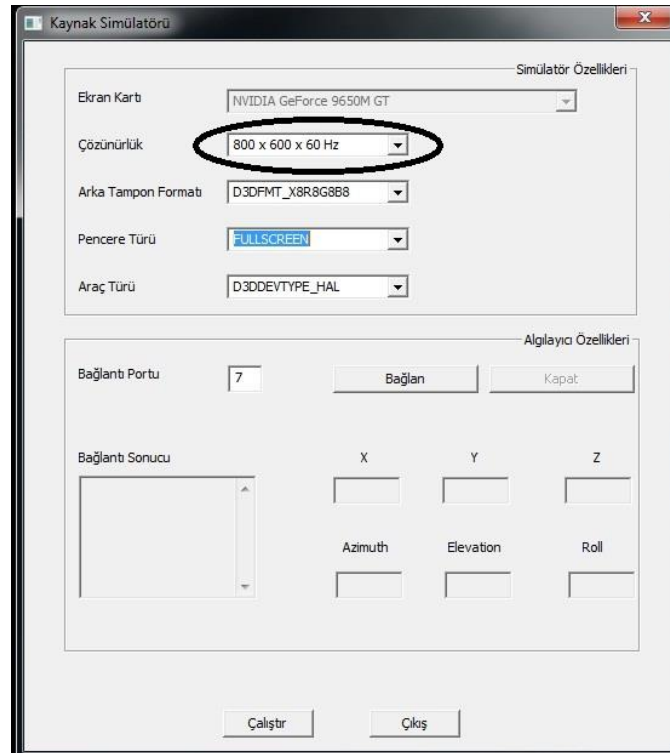 Kaynak Simülatörü
Simülatör Özellikleri
Ekran Kartı NVIDIA GeForce 9650M GT
Çözünürlük 800 x 600 x 60 Hz
Arka Tampon Formatı D3DFMT_X8R8G8B8
Pencere Türü FULLSCREEN
Araç Türü D3DDEVTYPE_HAL
Algılayıcı Özellikleri
Bağlantı Portu 7 Bağlan Kapat
Bağlantı Sonucu X Y Z
Azimuth Elevation Roll
Çalıştır Çıkış